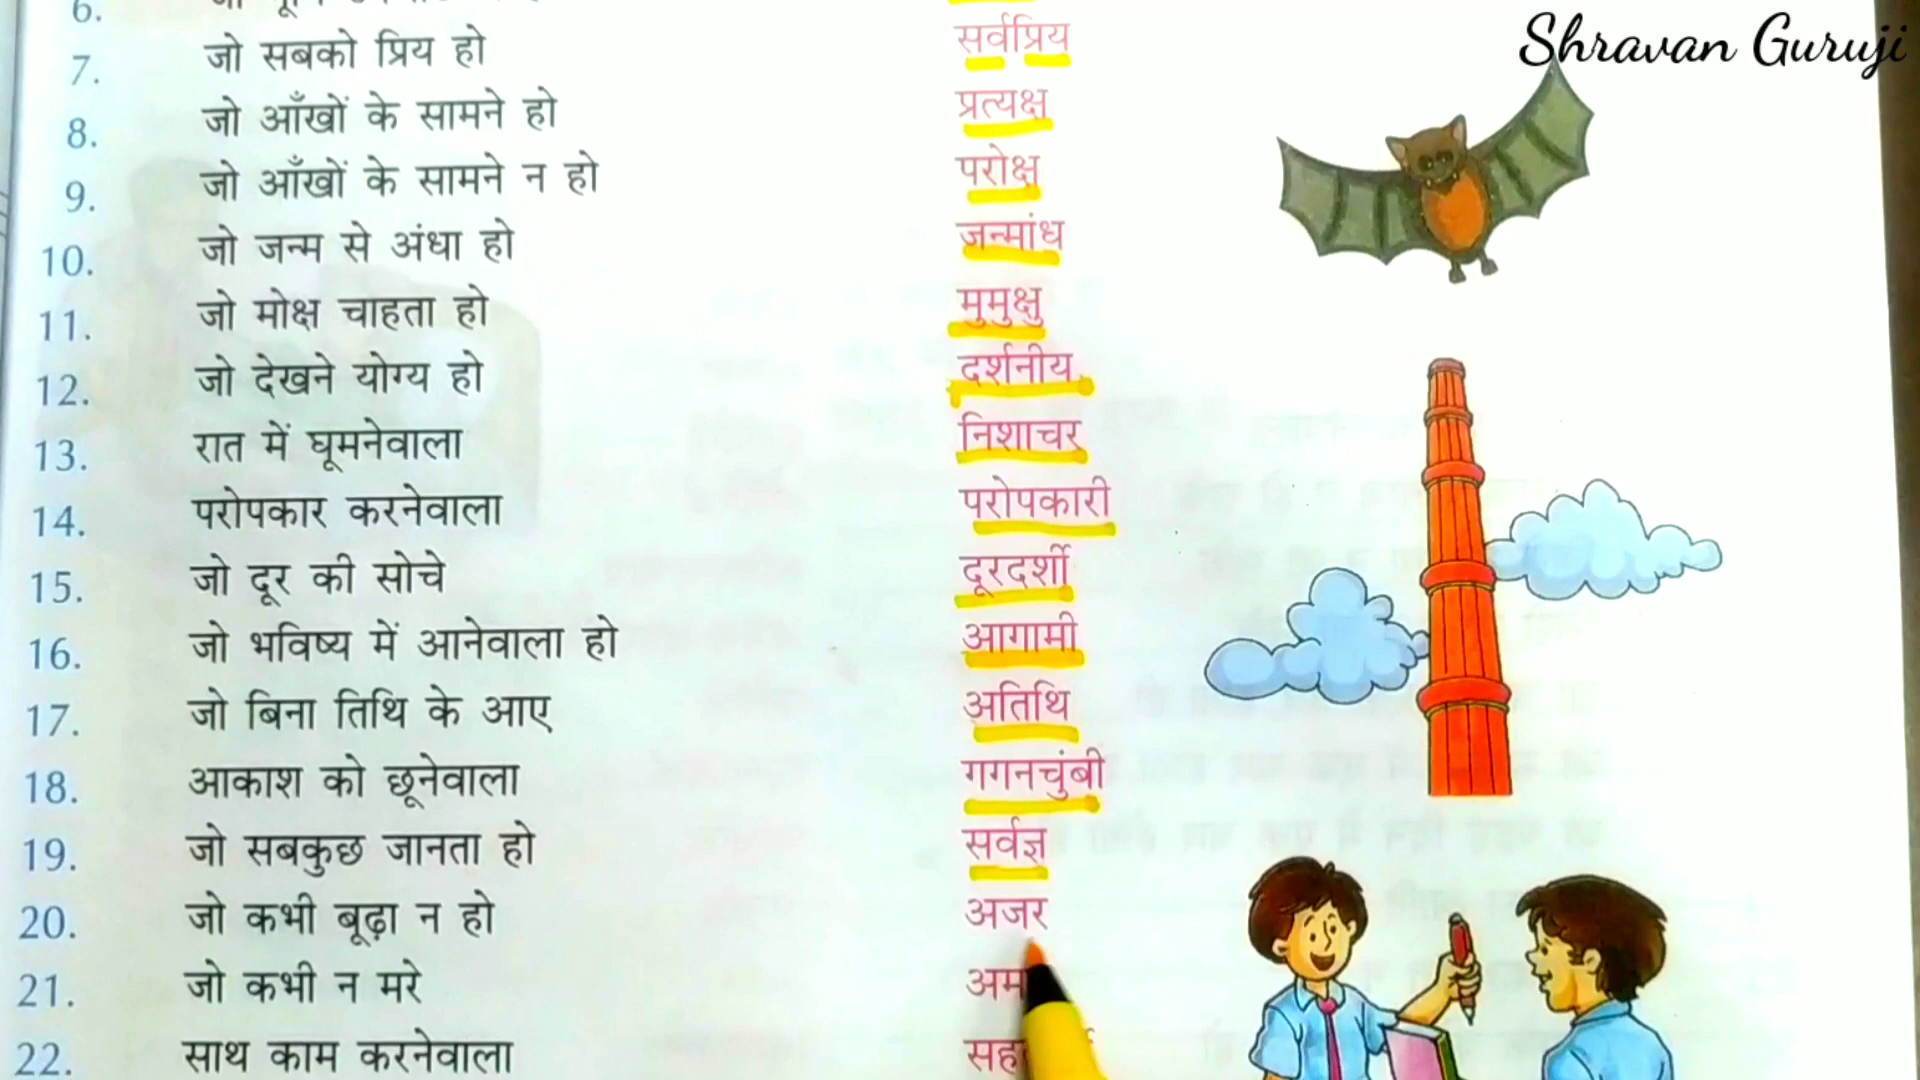 Shravan Guruji
6.
7. जो सबको प्रिय हो सर्वप्रिय
8. जो आँखों के सामने हो प्रत्यक्ष
9. जो आँखों के सामने न हो परोक्ष
10. जो जन्म से अंधा हो जन्मांध
11. जो मोक्ष चाहता हो मुमुक्षु
12. जो देखने योग्य हो दर्शनीय
13. रात में घूमनेवाला निशाचर
14. परोपकार करनेवाला परोपकारी
15. जो दूर की सोचे दूरदर्शी
16. जो भविष्य में आनेवाला हो आगामी
17. जो बिना तिथि के आए अतिथि
18. आकाश को छूनेवाला गगनचुंबी
19. जो सबकुछ जानता हो सर्वज्ञ
20. जो कभी बूढ़ा न हो अजर
21. जो कभी न मरे
22. साथ काम करनेवाला